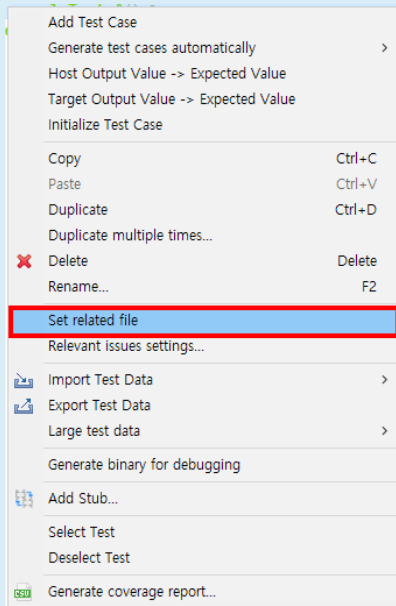 Add Test Case
Generate test cases automatically
Host Output Value -> Expected Value
Target Output Value -> Expected Value
Initialize Test Case
Copy Ctrl+C
Paste Ctrl+V
Duplicate Ctrl+D
Duplicate multiple times...
Delete Delete
Rename... F2
Set related file
Relevant issues settings...
Import Test Data
Export Test Data
Large test data
Generate binary for debugging
Add Stub...
Select Test
Deselect Test
CSV Generate coverage report...